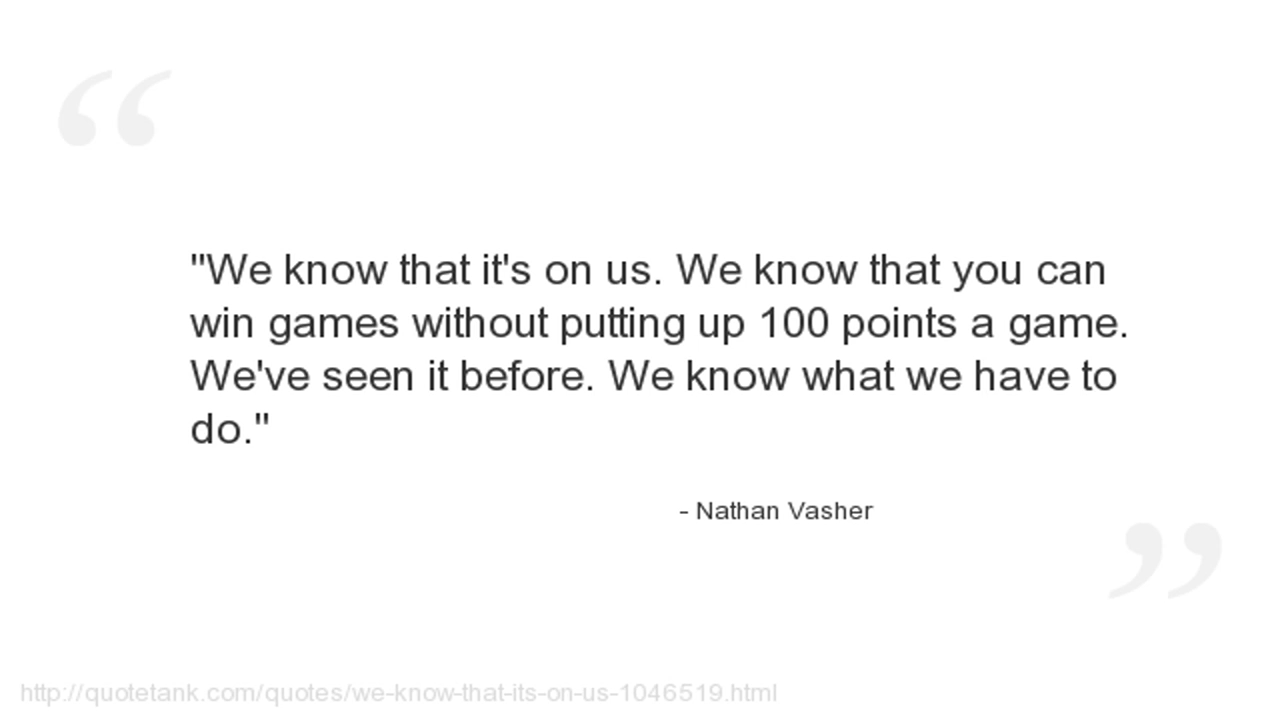 "We know that it's on us. We know that you can
win games without putting up 100 points a game.
We've seen it before. We know what we have to
do."
- Nathan Vasher
http://quotetank.com/quotes/we-know-that-its-on-us-1046519.html